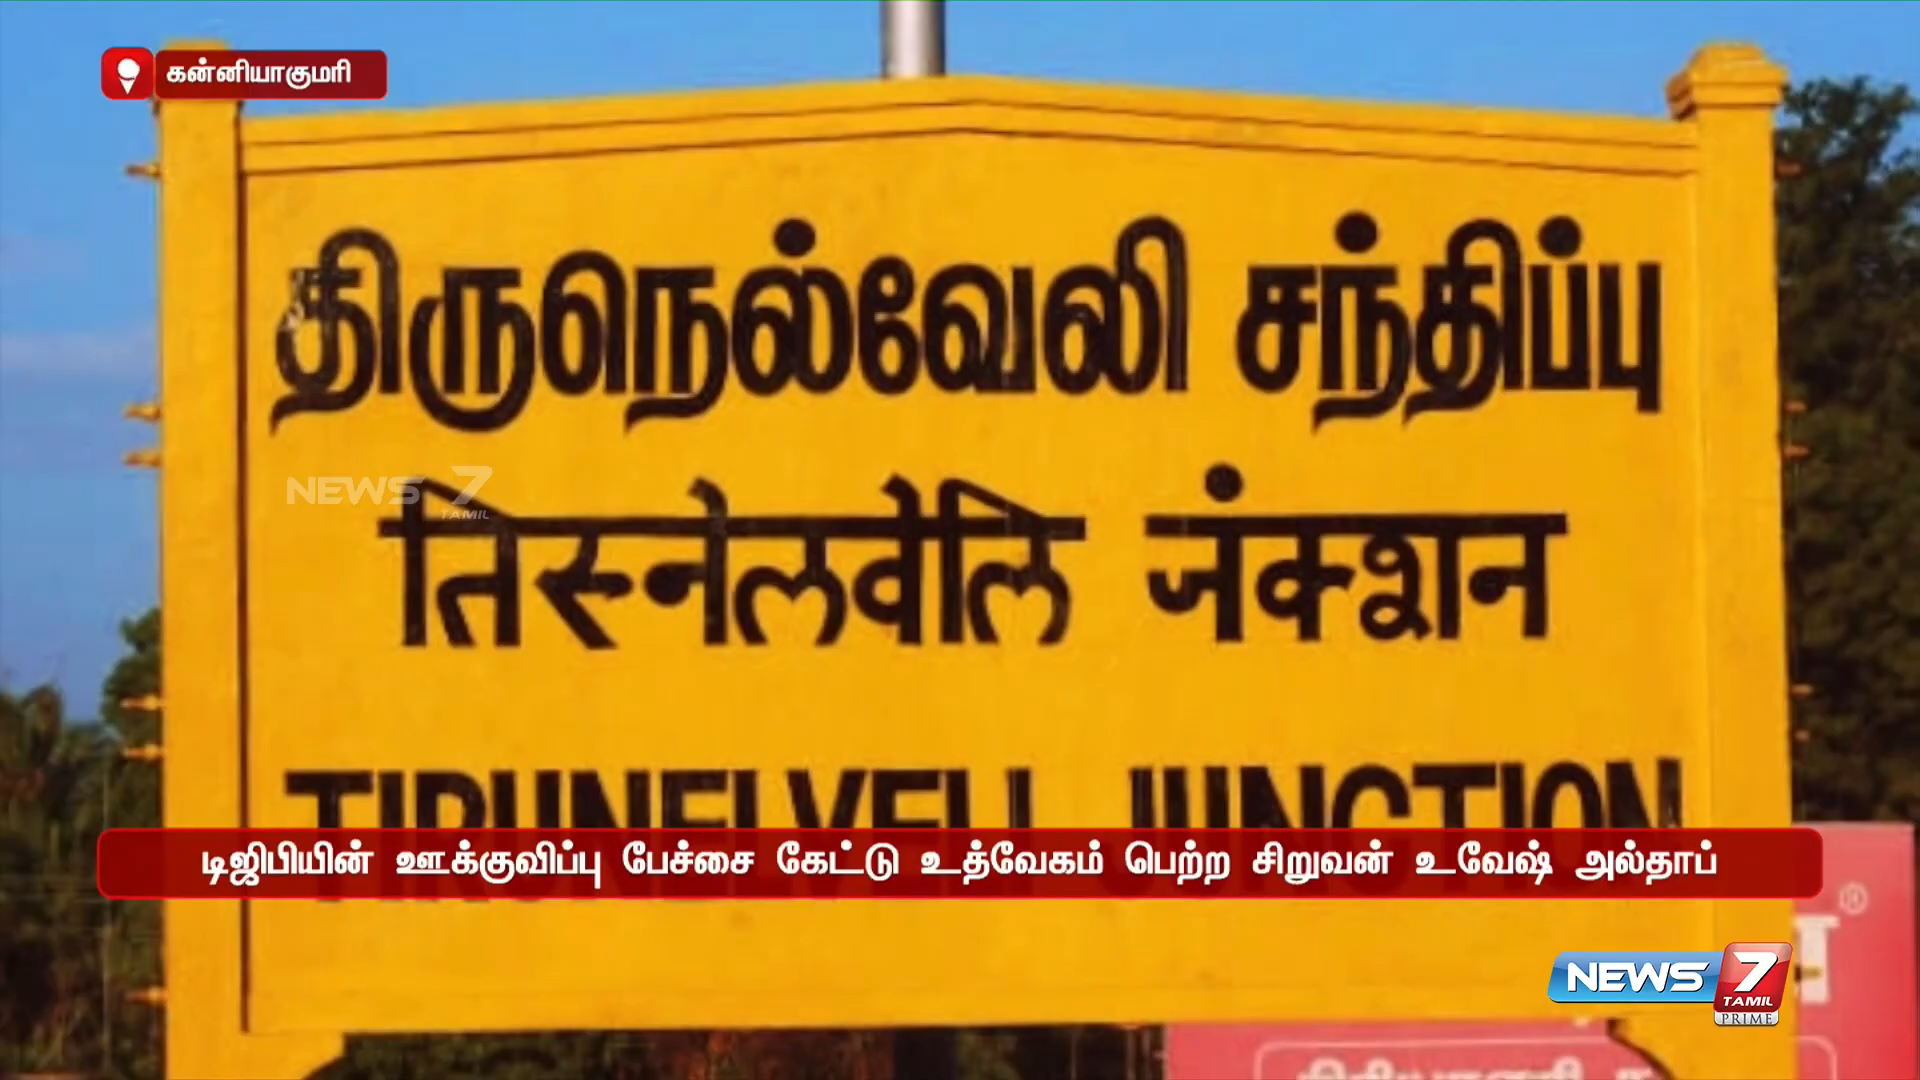 கன்னியாகுமரி
திருநெல்வேலி சந்திப்பு
NEWS 7
TAMIL
तिरुनेलवेलि जंक्शन
TIRUNELVELI JUNCTION
டிஜிபியின் ஊக்குவிப்பு பேச்சை கேட்டு உத்வேகம் பெற்ற சிறுவன் உவேஷ் அல்தாப்
®
NEWS 7
TAMIL
PRIME